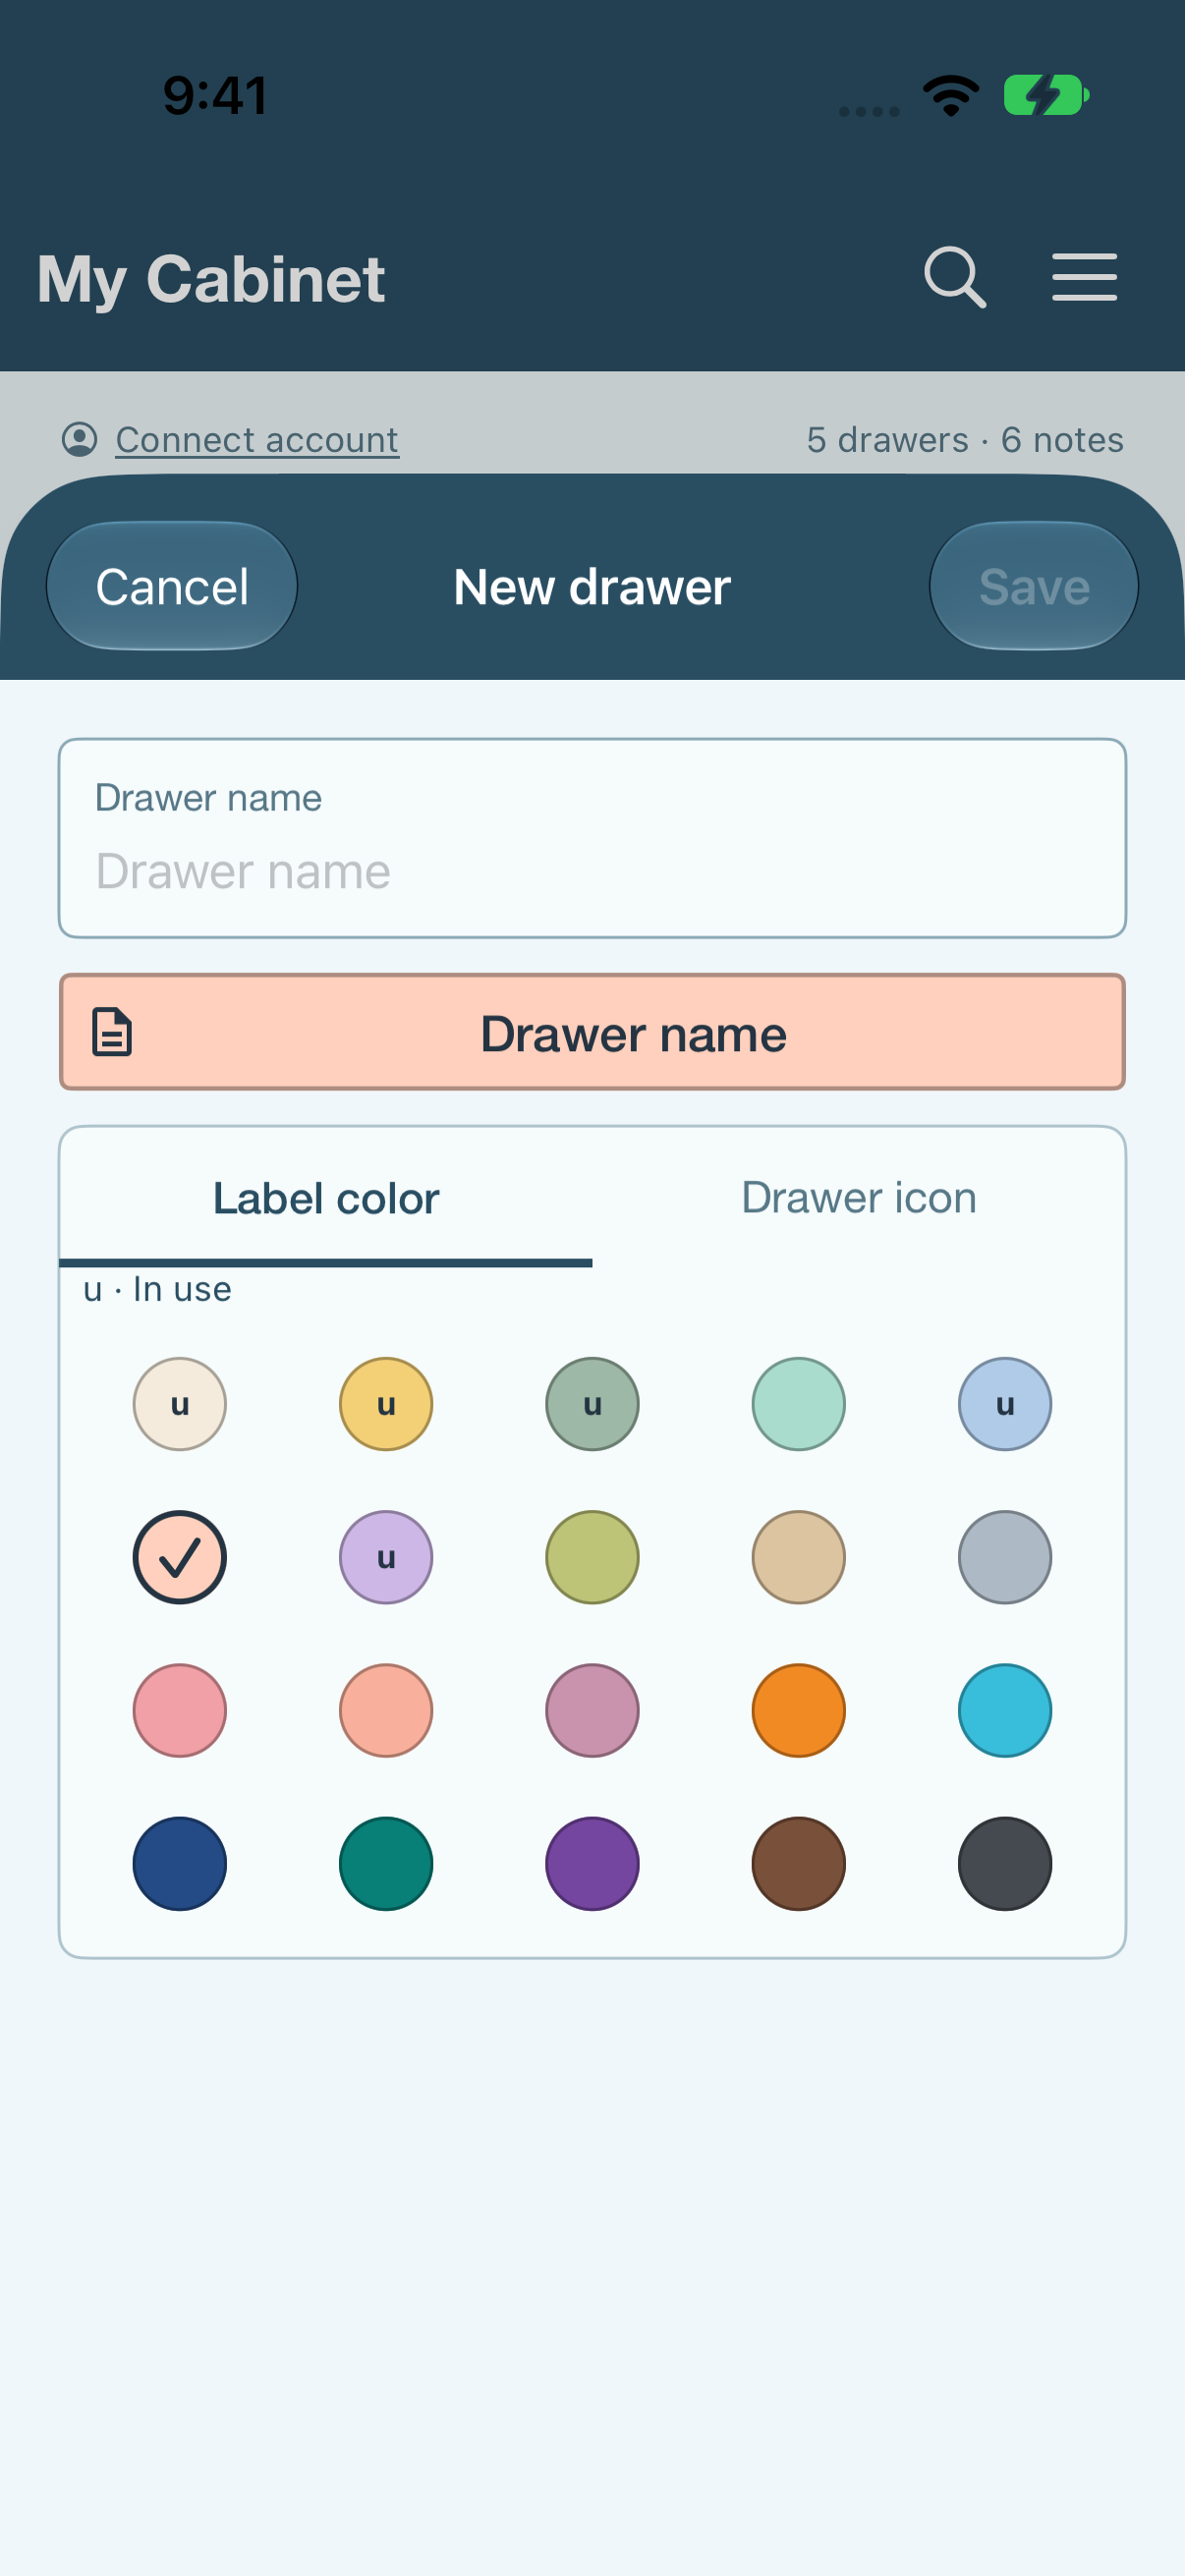 9:41
My Cabinet
Connect account
5 drawers · 6 notes
Cancel
New drawer
Save
Drawer name
Drawer name
Drawer name
Label color
Drawer icon
u · In use
u u u u
u